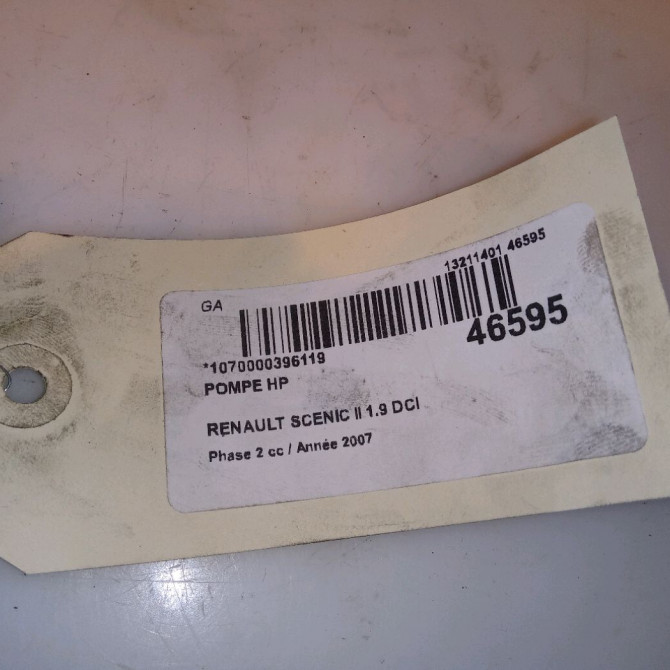 GA
13211401 46595
46595
*1070000396119
POMPE HP
RENAULT SCENIC II 1.9 DCI
Phase 2 cc / Année 2007